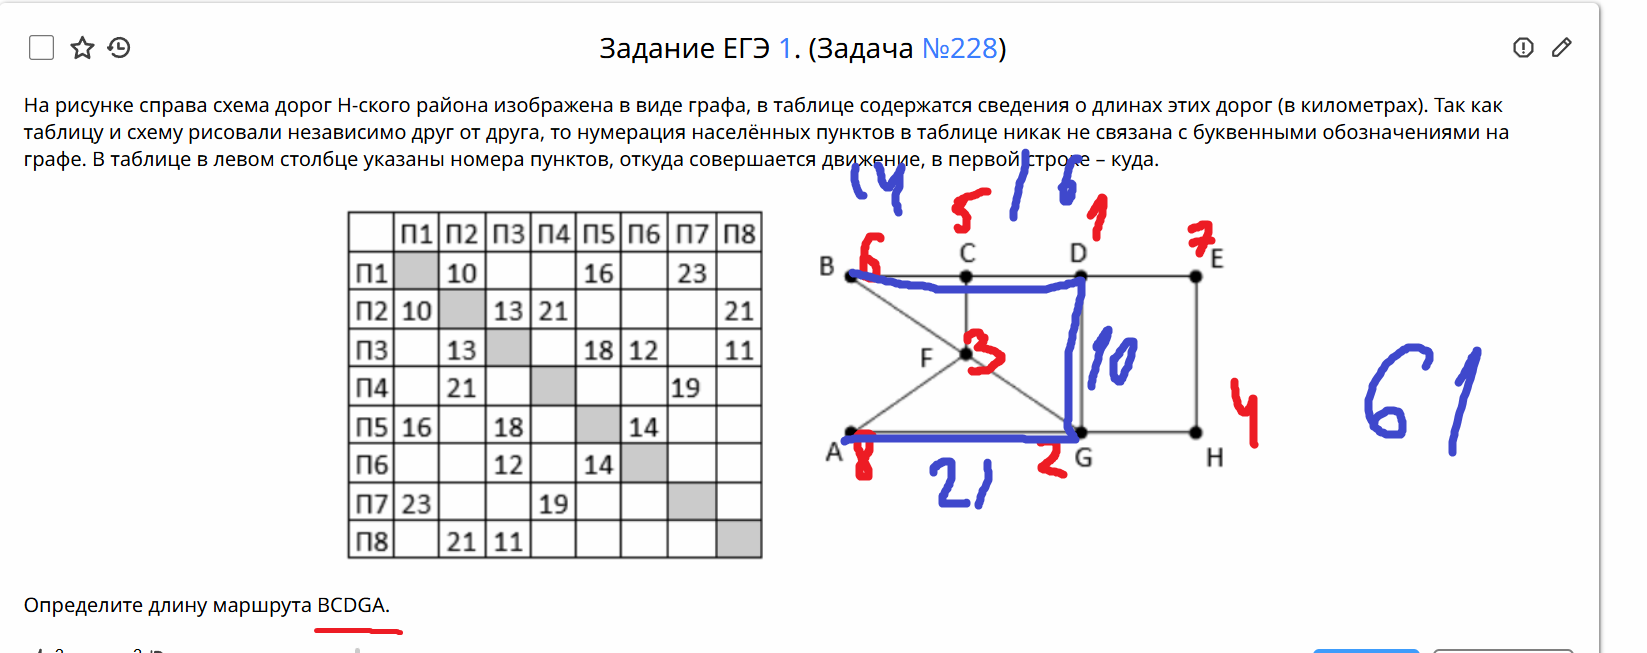 Задание ЕГЭ 1. (Задача №228)
На рисунке справа схема дорог Н-ского района изображена в виде графа, в таблице содержатся сведения о длинах этих дорог (в километрах). Так как
таблицу и схему рисовали независимо друг от друга, то нумерация населённых пунктов в таблице никак не связана с буквенными обозначениями на
графе. В таблице в левом столбце указаны номера пунктов, откуда совершается движение, в первой строке – куда.
П1 П2 П3 П4 П5 П6 П7 П8
П1 10 16 23
П2 10 13 21 21
П3 13 18 12 11
П4 21 19
П5 16 18 14
П6 12 14
П7 23 19
П8 21 11
14 16
5 1 7
B 6 C D E
F 3 10
4 61
A 8 2 G H
21
Определите длину маршрута BCDGA.